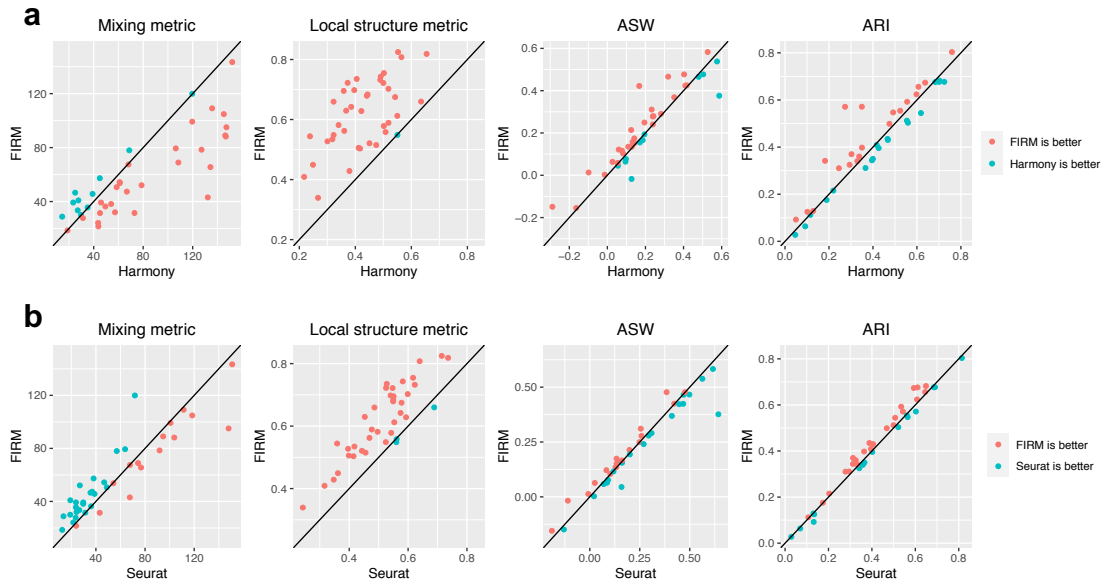 a
Mixing metric
Local structure metric
ASW
ARI
FIRM
120
80
40
40
80
120
Harmony
FIRM
0.8
0.6
0.4
0.2
0.2
0.4
0.6
0.8
Harmony
FIRM
0.6
0.4
0.2
0.0
−0.2
−0.2
0.0
0.2
0.4
0.6
Harmony
FIRM
0.8
0.6
0.4
0.2
0.0
0.0
0.2
0.4
0.6
0.8
Harmony
FIRM is better
Harmony is better
b
Mixing metric
Local structure metric
ASW
ARI
FIRM
120
80
40
40
80
120
Seurat
FIRM
0.8
0.6
0.4
0.4
0.6
0.8
Seurat
FIRM
0.50
0.25
0.00
0.00
0.25
0.50
Seurat
FIRM
0.8
0.6
0.4
0.2
0.0
0.0
0.2
0.4
0.6
0.8
Seurat
FIRM is better
Seurat is better